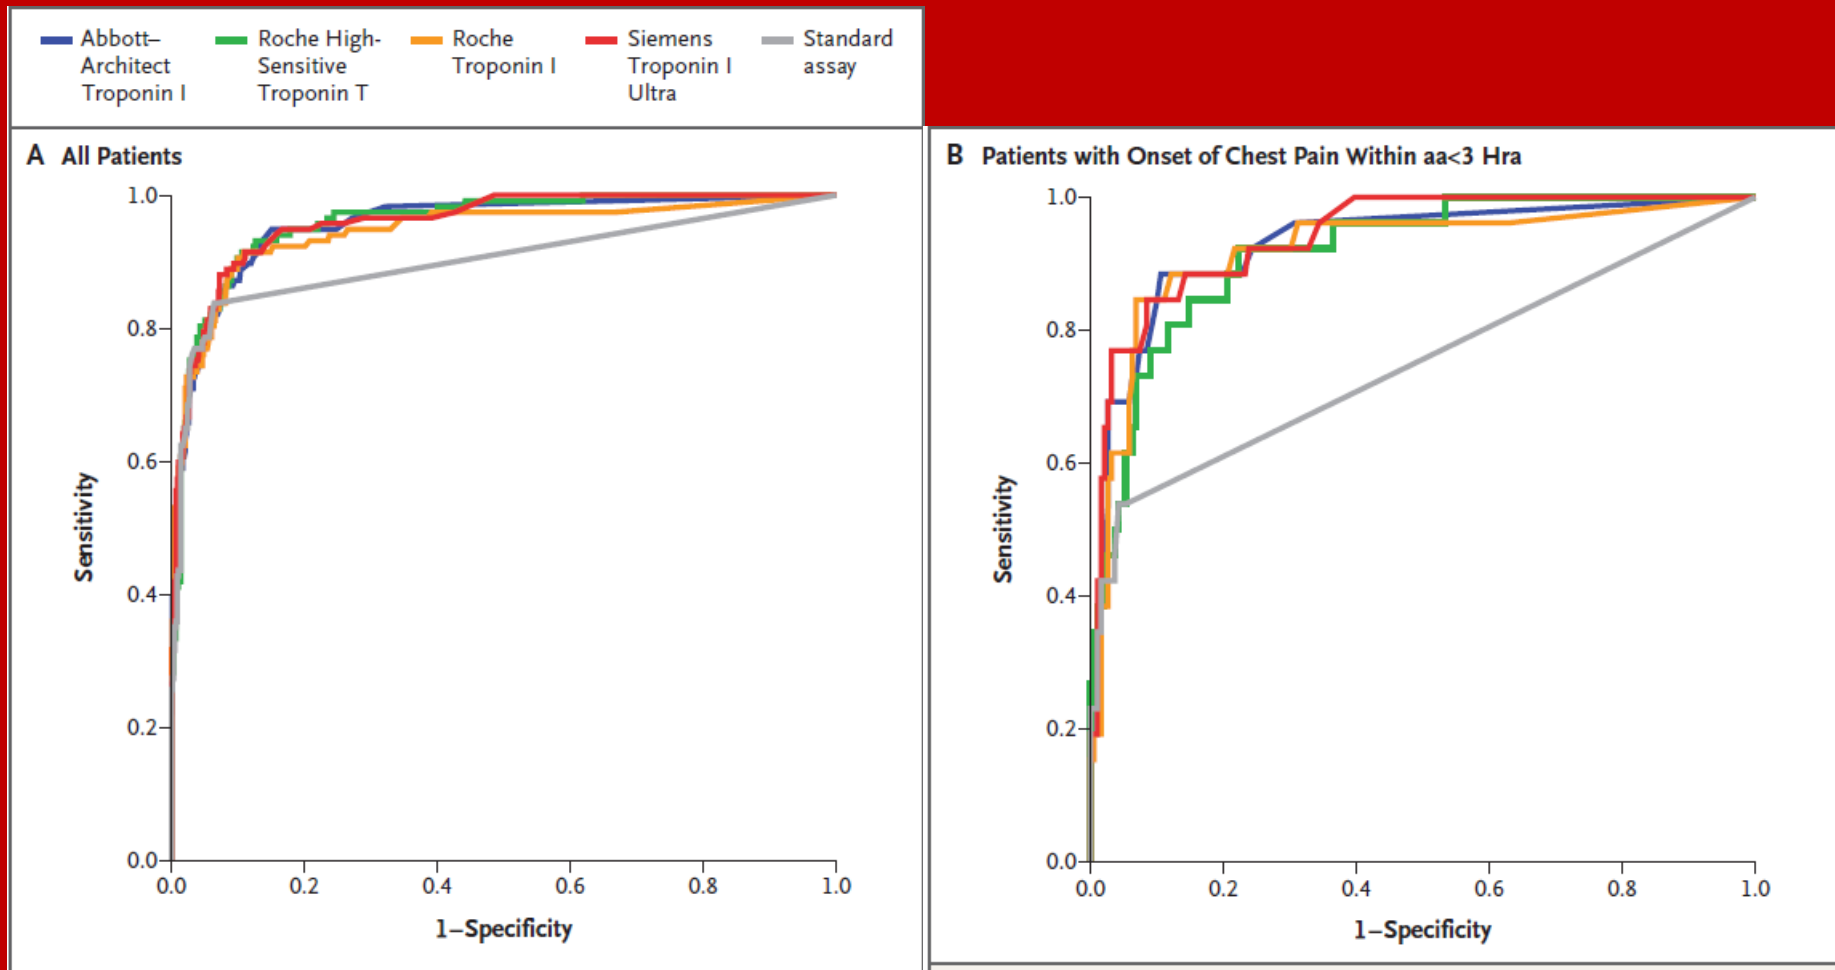 Abbott–
Architect
Troponin I
Roche High-
Sensitive
Troponin T
Roche
Troponin I
Siemens
Troponin I
Ultra
Standard
assay
A All Patients
1.0
0.8
0.6
0.4
0.2
0.0
Sensitivity
0.0 0.2 0.4 0.6 0.8 1.0
1–Specificity
B Patients with Onset of Chest Pain Within aa<3 Hra
1.0
0.8
0.6
0.4
0.2
0.0
Sensitivity
0.0 0.2 0.4 0.6 0.8 1.0
1–Specificity